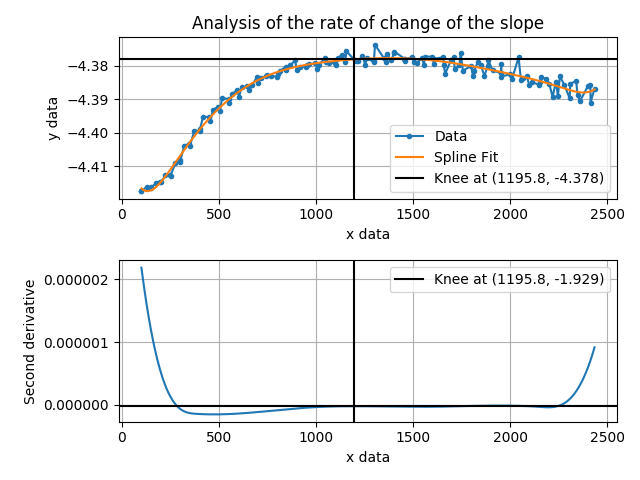 Analysis of the rate of change of the slope
−4.38
−4.39
−4.40
−4.41
y data
Data
Spline Fit
Knee at (1195.8, -4.378)
0 500 1000 1500 2000 2500
x data
0.000002
0.000001
0.000000
Second derivative
Knee at (1195.8, -1.929)
0 500 1000 1500 2000 2500
x data